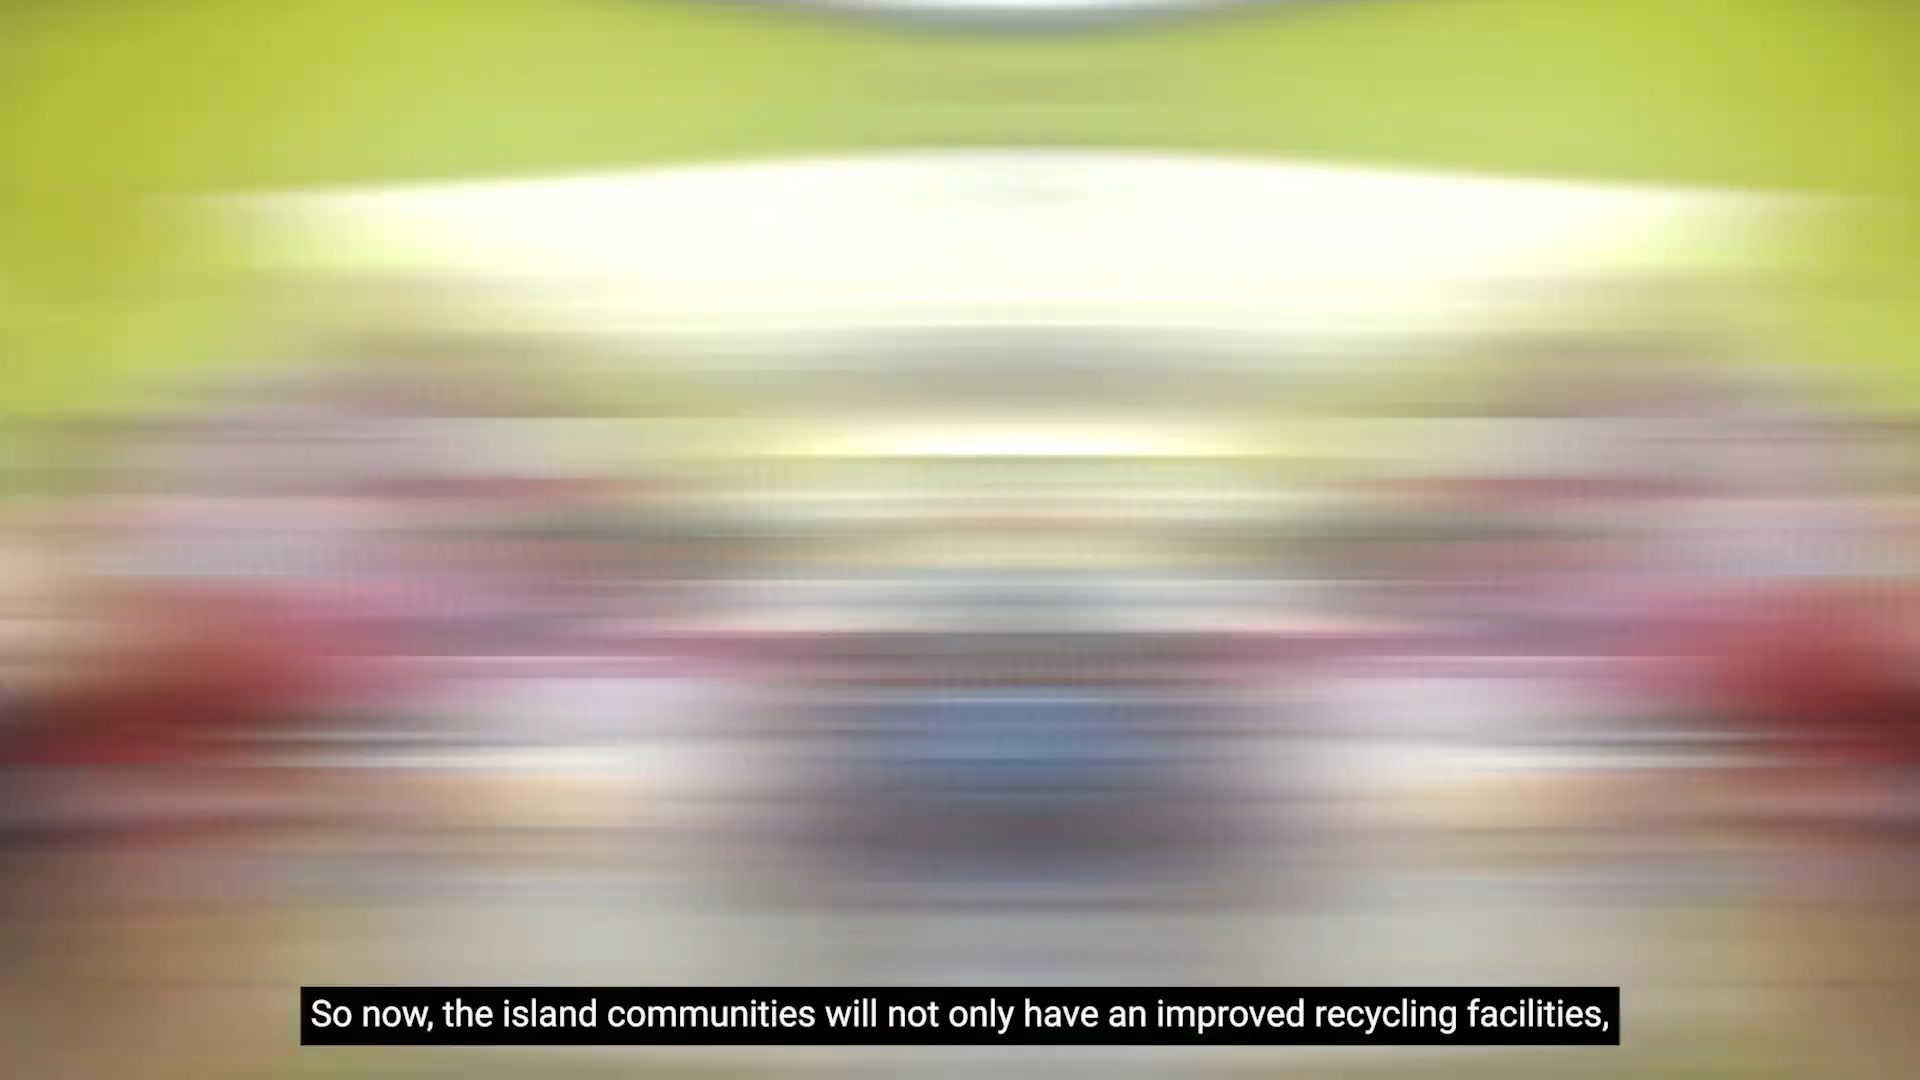 So now, the island communities will not only have an improved recycling facilities,